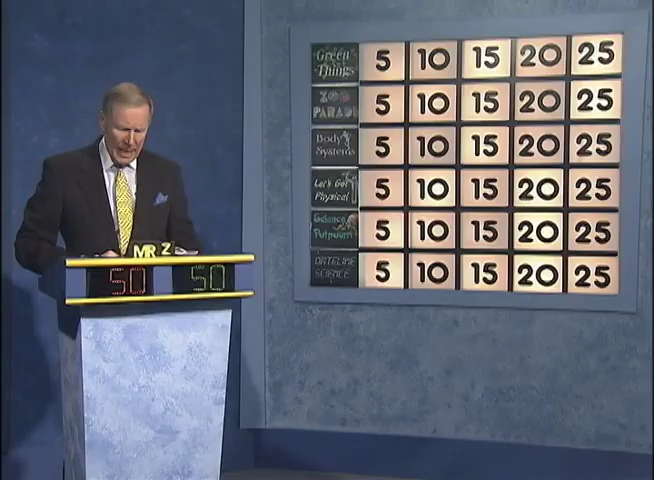 Green Things 5 10 15 20 25
ZOO PARADE 5 10 15 20 25
Body Systems 5 10 15 20 25
Let's Get Physical 5 10 15 20 25
Science Potpourri 5 10 15 20 25
DATELINE SCIENCE 5 10 15 20 25
MR Z
50 50